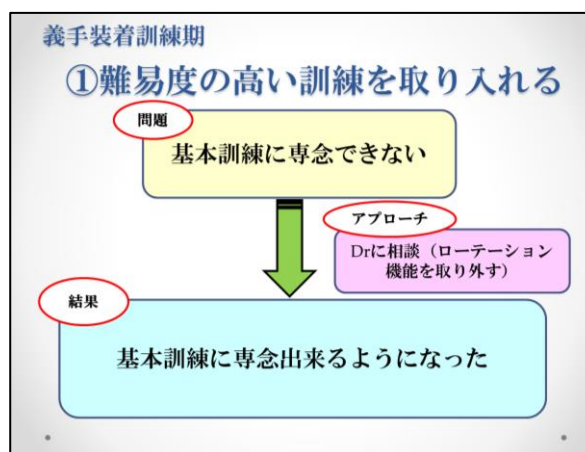 義手装着訓練期
①難易度の高い訓練を取り入れる
問題
基本訓練に専念できない
アプローチ
Drに相談（ローテーション
機能を取り外す）
結果
基本訓練に専念出来るようになった